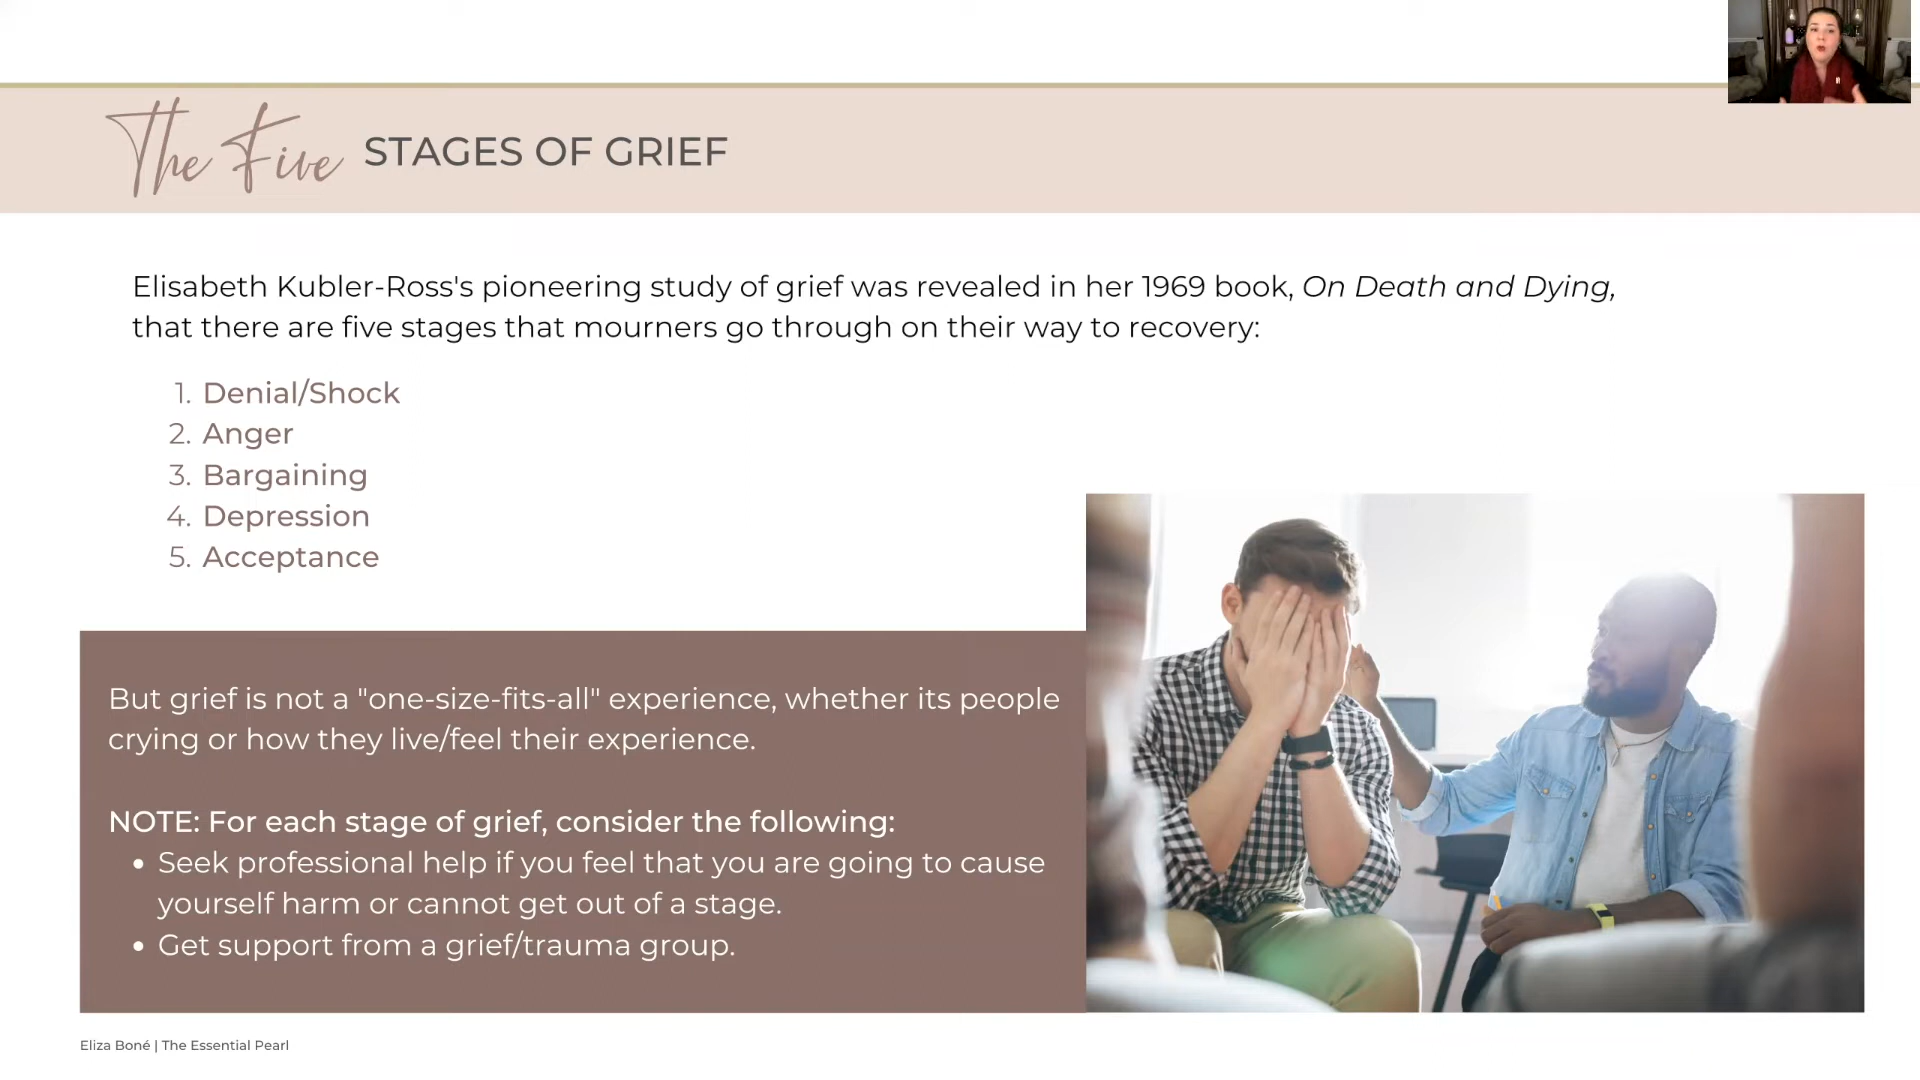 The Five STAGES OF GRIEF
Elisabeth Kubler-Ross's pioneering study of grief was revealed in her 1969 book, On Death and Dying,
that there are five stages that mourners go through on their way to recovery:
1. Denial/Shock
2. Anger
3. Bargaining
4. Depression
5. Acceptance
But grief is not a "one-size-fits-all" experience, whether its people
crying or how they live/feel their experience.
NOTE: For each stage of grief, consider the following:
• Seek professional help if you feel that you are going to cause
yourself harm or cannot get out of a stage.
• Get support from a grief/trauma group.
Eliza Boné | The Essential Pearl